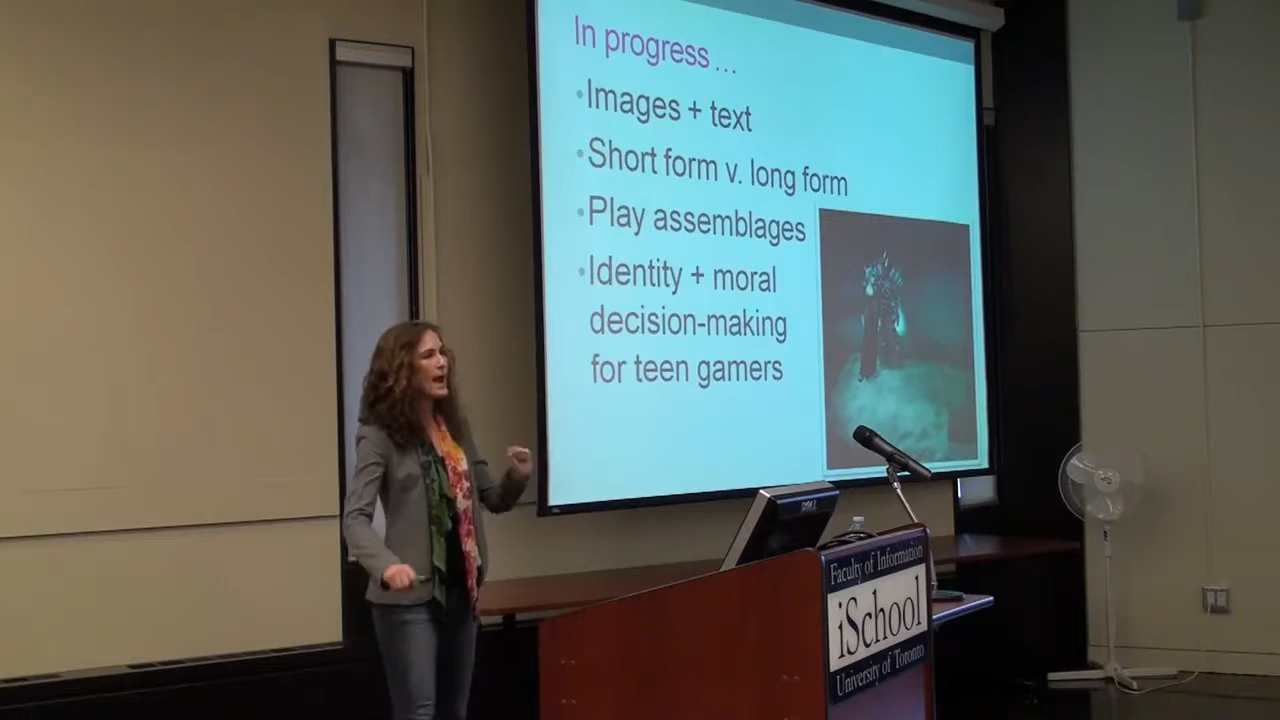 In progress…
•Images + text
•Short form v. long form
•Play assemblages
•Identity + moral
decision-making
for teen gamers
DELL
Faculty of Information
iSchool
University of Toronto